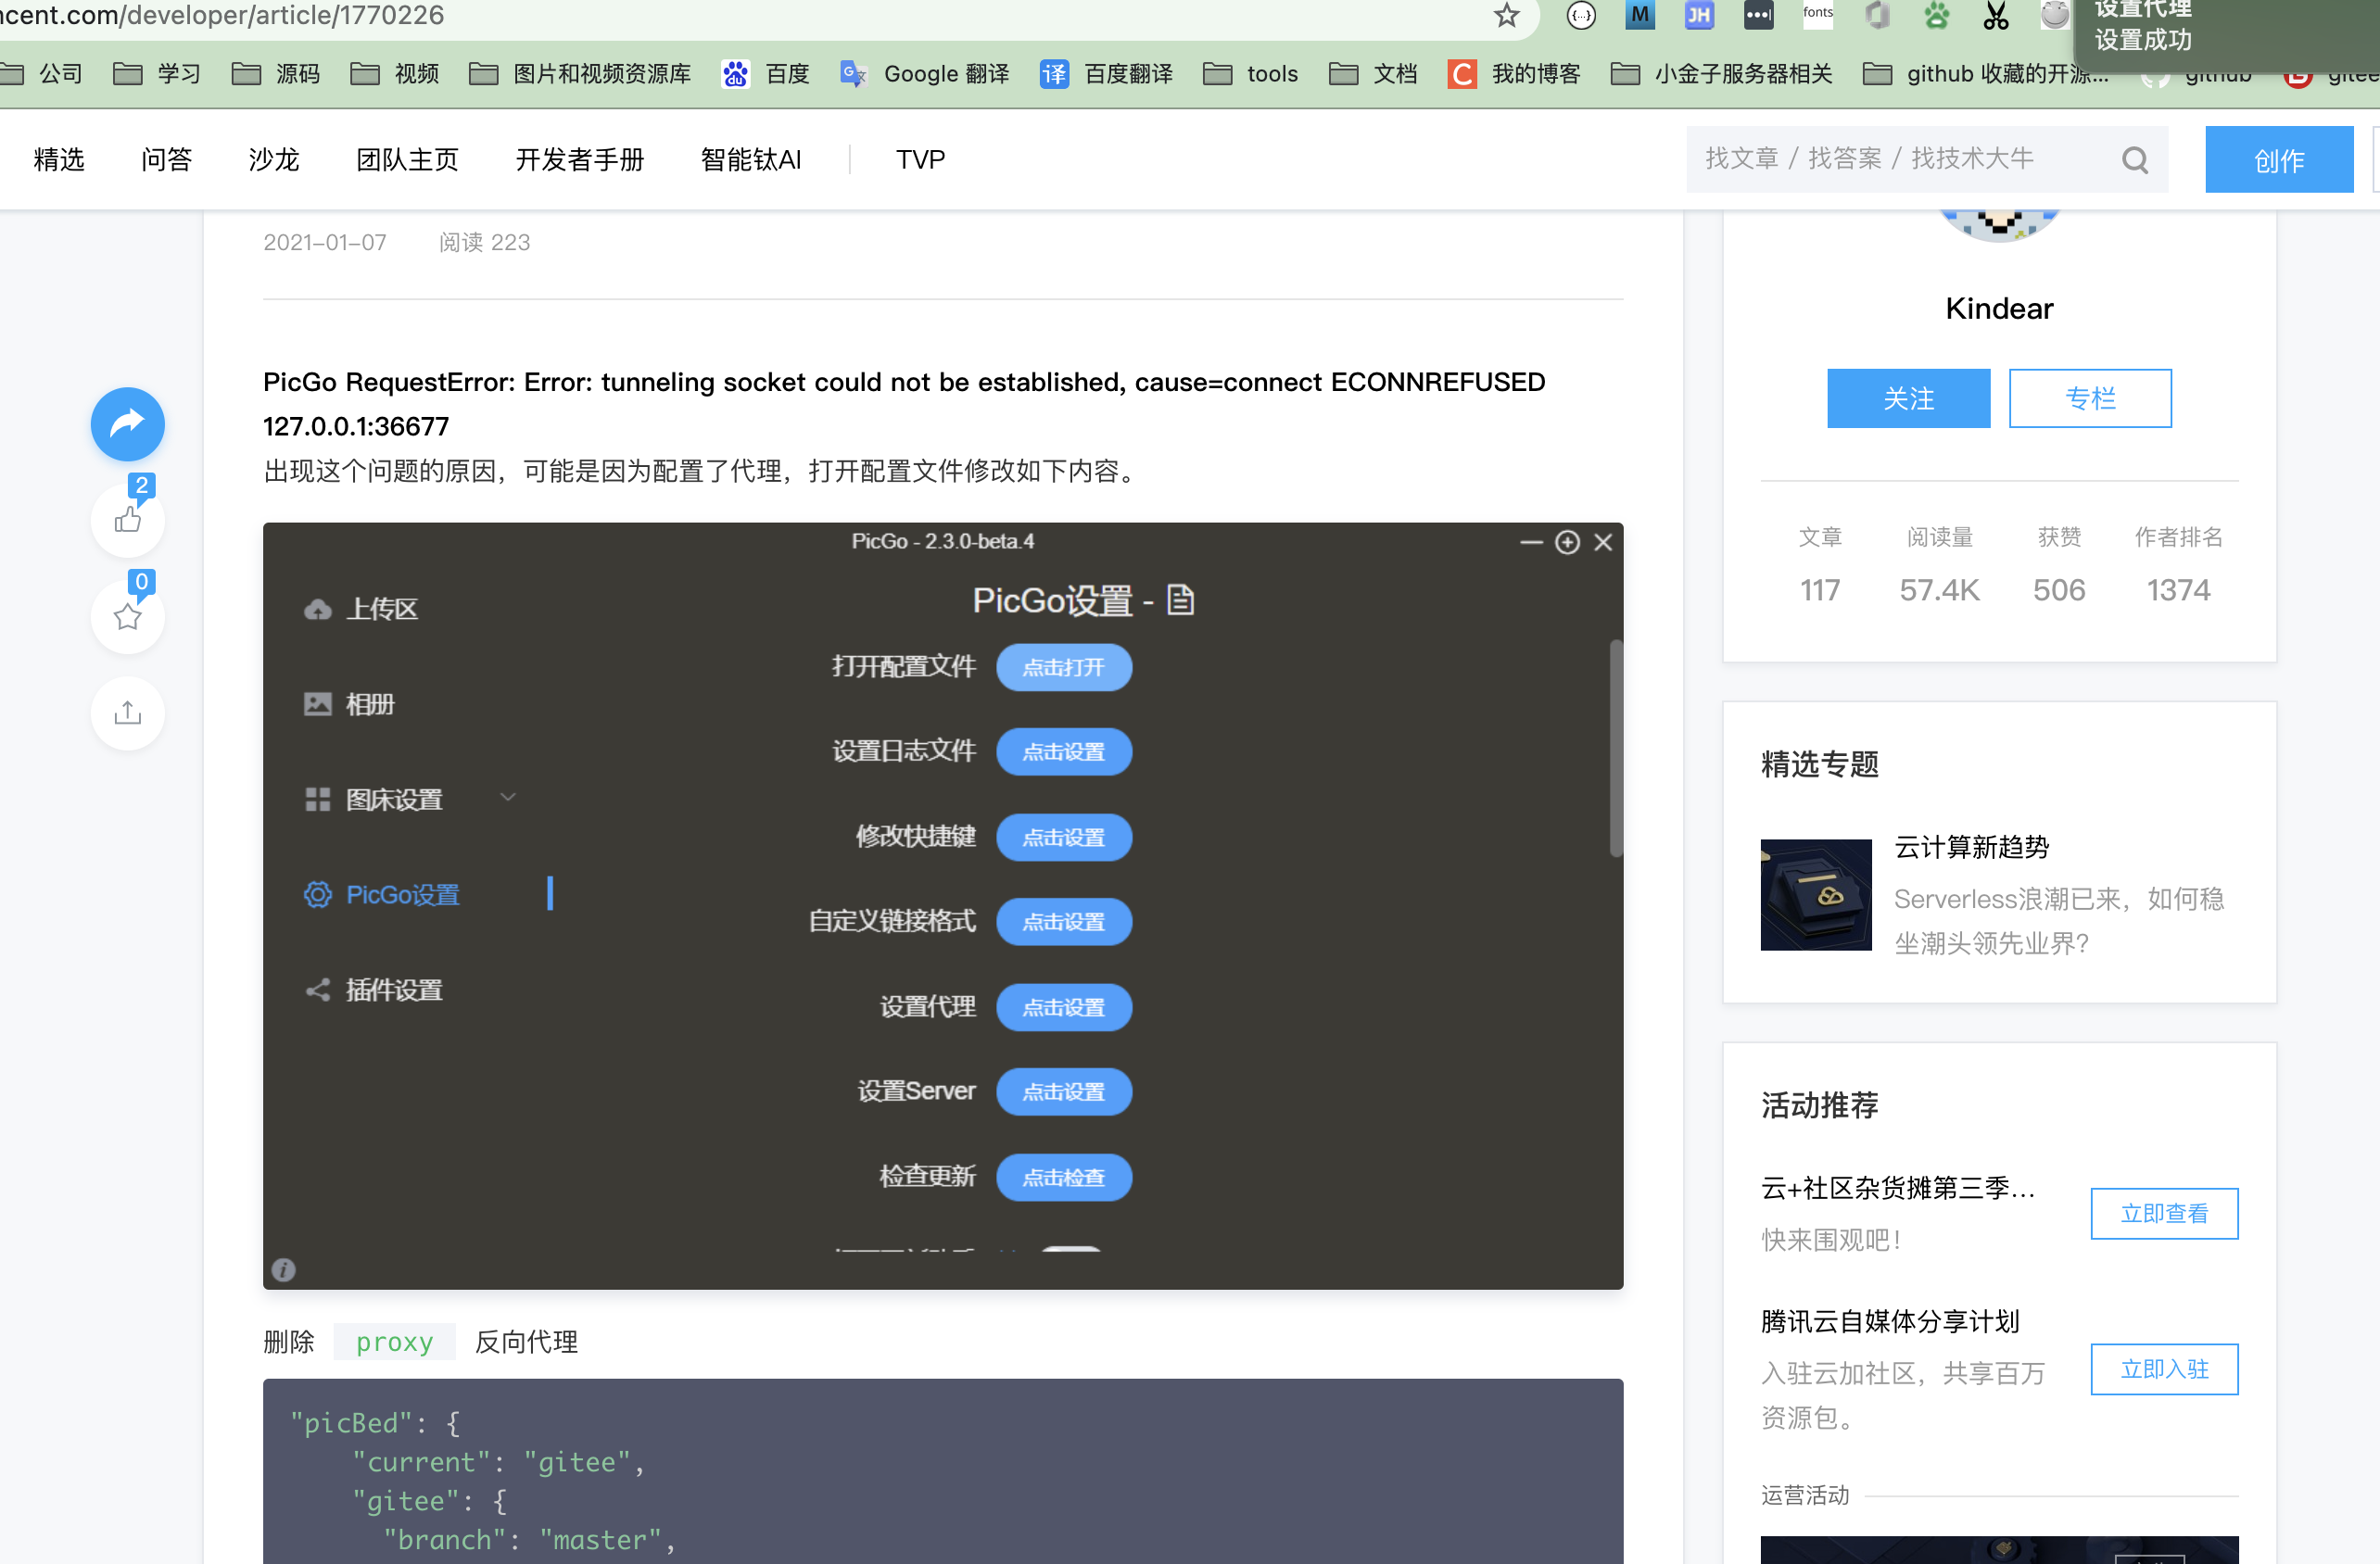 ncent.com/developer/article/1770226
设置代理
设置成功
公司 学习 源码 视频 图片和视频资源库 百度 Google 翻译 百度翻译 tools 文档 我的博客 小金子服务器相关 github 收藏的开源... github gitee
精选 问答 沙龙 团队主页 开发者手册 智能钛AI TVP 找文章 / 找答案 / 找技术大牛 创作
2021-01-07 阅读 223
PicGo RequestError: Error: tunneling socket could not be established, cause=connect ECONNREFUSED
127.0.0.1:36677
出现这个问题的原因，可能是因为配置了代理，打开配置文件修改如下内容。
2
0
PicGo - 2.3.0-beta.4
PicGo设置 -
上传区
相册
图床设置
PicGo设置
插件设置
打开配置文件 点击打开
设置日志文件 点击设置
修改快捷键 点击设置
自定义链接格式 点击设置
设置代理 点击设置
设置Server 点击设置
检查更新 点击检查
删除 proxy 反向代理
"picBed": {
"current": "gitee",
"gitee": {
"branch": "master",
Kindear
关注 专栏
文章 阅读量 获赞 作者排名
117 57.4K 506 1374
精选专题
云计算新趋势
Serverless浪潮已来，如何稳
坐潮头领先业界？
活动推荐
云+社区杂货摊第三季...
快来围观吧！
立即查看
腾讯云自媒体分享计划
入驻云加社区，共享百万
资源包。
立即入驻
运营活动